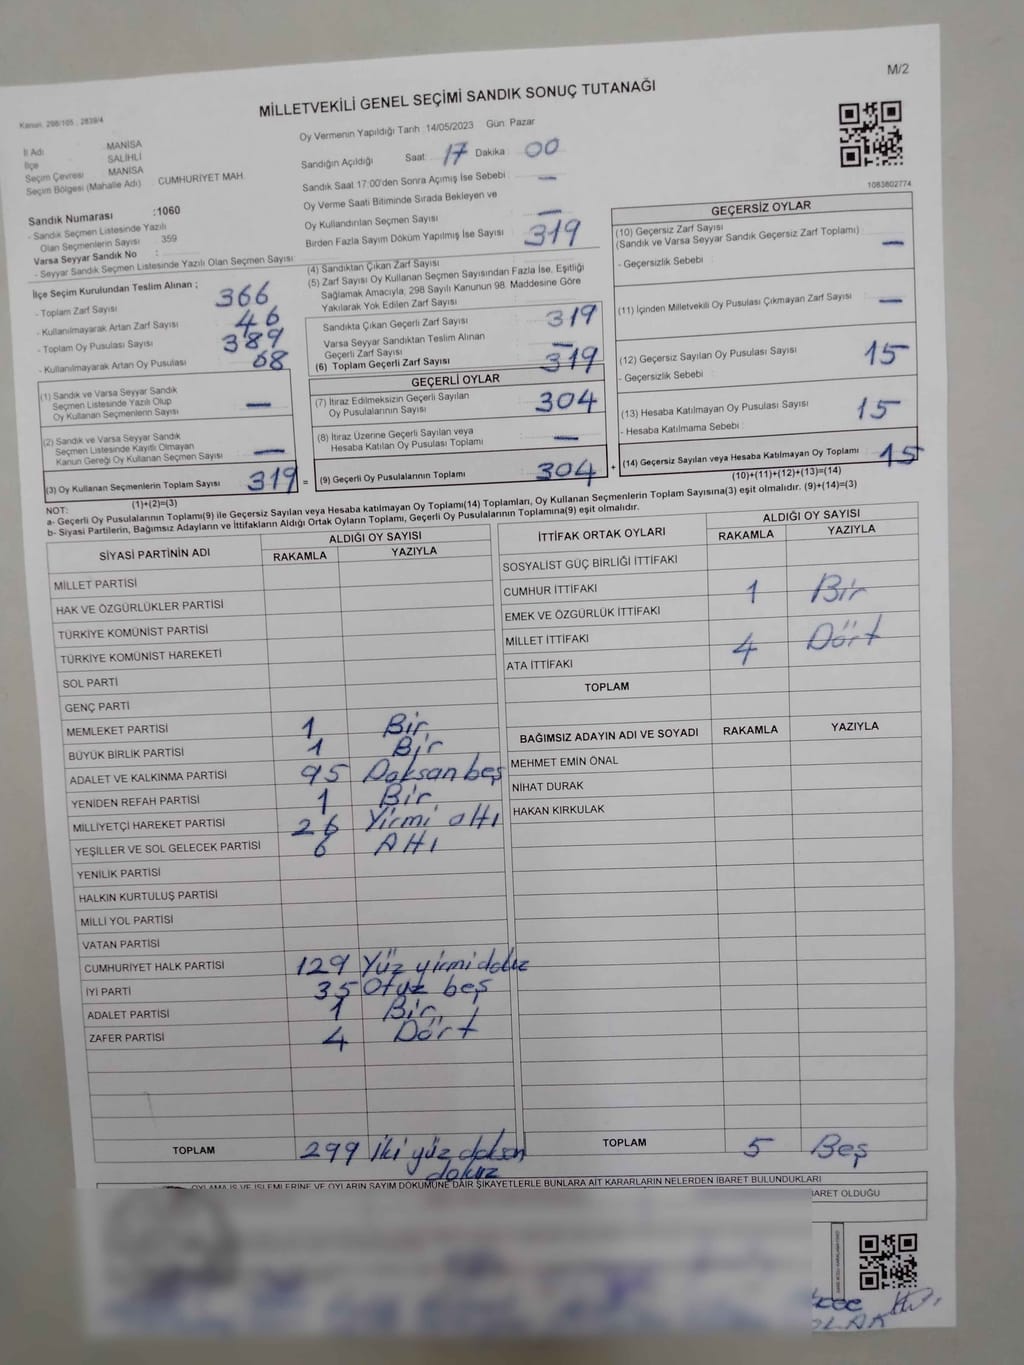 M/2
MİLLETVEKİLİ GENEL SEÇİMİ SANDIK SONUÇ TUTANAĞI
Kanun: 298/105 , 2839/4
İl Adı MANİSA
İlçe SALİHLİ
Seçim Çevresi MANİSA
Seçim Bölgesi (Mahalle Adı) CUMHURİYET MAH.
Sandık Numarası :1060
- Sandık Seçmen Listesinde Yazılı
Olan Seçmenlerin Sayısı : 359
Varsa Seyyar Sandık No :
- Seyyar Sandık Seçmen Listesinde Yazılı Olan Seçmen Sayısı
Oy Vermenin Yapıldığı Tarih : 14/05/2023 Gün: Pazar
Sandığın Açıldığı Saat: 17 Dakika : 00
Sandık Saat 17:00'den Sonra Açımış İse Sebebi : —
Oy Verme Saati Bitiminde Sırada Bekleyen ve
Oy Kullandırılan Seçmen Sayısı : —
Birden Fazla Sayım Döküm Yapılmış İse Sayısı :
319
1083802774
İlçe Seçim Kurulundan Teslim Alınan ;
- Toplam Zarf Sayısı 366
- Kullanılmayarak Artan Zarf Sayısı 46
- Toplam Oy Pusulası Sayısı 389
- Kullanılmayarak Artan Oy Pusulası 68
(1) Sandık ve Varsa Seyyar Sandık
Seçmen Listesinde Yazılı Olup
Oy Kullanan Seçmenlerin Sayısı —
(2) Sandık ve Varsa Seyyar Sandık
Seçmen Listesinde Kayıtlı Olmayan
Kanun Gereği Oy Kullanan Seçmen Sayısı —
(3) Oy Kullanan Seçmenlerin Toplam Sayısı 319 =
(1)+(2)=(3)
(4) Sandıktan Çıkan Zarf Sayısı
(5) Zarf Sayısı Oy Kullanan Seçmen Sayısından Fazla İse, Eşitliği
Sağlamak Amacıyla, 298 Sayılı Kanunun 98. Maddesine Göre
Yakılarak Yok Edilen Zarf Sayısı :
Sandıkta Çıkan Geçerli Zarf Sayısı 319
Varsa Seyyar Sandıktan Teslim Alınan
Geçerli Zarf Sayısı —
(6) Toplam Geçerli Zarf Sayısı 319
GEÇERLİ OYLAR
(7) İtiraz Edilmeksizin Geçerli Sayılan
Oy Pusulalarının Sayısı 304
(8) İtiraz Üzerine Geçerli Sayılan veya
Hesaba Katılan Oy Pusulası Toplamı —
(9) Geçerli Oy Pusulalarının Toplamı 304 +
GEÇERSİZ OYLAR
(10) Geçersiz Zarf Sayısı
(Sandık ve Varsa Seyyar Sandık Geçersiz Zarf Toplamı) —
- Geçersizlik Sebebi :
(11) İçinden Milletvekili Oy Pusulası Çıkmayan Zarf Sayısı —
(12) Geçersiz Sayılan Oy Pusulası Sayısı 15
- Geçersizlik Sebebi :
(13) Hesaba Katılmayan Oy Pusulası Sayısı 15
- Hesaba Katılmama Sebebi :
(14) Geçersiz Sayılan veya Hesaba Katılmayan Oy Toplamı 15
(10)+(11)+(12)+(13)=(14)
NOT:
a- Geçerli Oy Pusulalarının Toplamı(9) ile Geçersiz Sayılan veya Hesaba katılmayan Oy Toplamı(14) Toplamları, Oy Kullanan Seçmenlerin Toplam Sayısına(3) eşit olmalıdır. (9)+(14)=(3)
b- Siyasi Partilerin, Bağımsız Adayların ve İttifakların Aldığı Ortak Oyların Toplamı, Geçerli Oy Pusulalarının Toplamına(9) eşit olmalıdır.
SİYASİ PARTİNİN ADI ALDIĞI OY SAYISI
RAKAMLA YAZIYLA
MİLLET PARTİSİ
HAK VE ÖZGÜRLÜKLER PARTİSİ
TÜRKİYE KOMÜNİST PARTİSİ
TÜRKİYE KOMÜNİST HAREKETİ
SOL PARTİ
GENÇ PARTİ
MEMLEKET PARTİSİ 1 Bir
BÜYÜK BİRLİK PARTİSİ 1 Bir
ADALET VE KALKINMA PARTİSİ 95 Doksan beş
YENİDEN REFAH PARTİSİ 1 Bir
MİLLİYETÇİ HAREKET PARTİSİ 26 Yirmi altı
YEŞİLLER VE SOL GELECEK PARTİSİ 6 Altı
YENİLİK PARTİSİ
HALKIN KURTULUŞ PARTİSİ
MİLLİ YOL PARTİSİ
VATAN PARTİSİ
CUMHURİYET HALK PARTİSİ 129 Yüz yirmidokuz
İYİ PARTİ 35 Otuz beş
ADALET PARTİSİ 1 Bir
ZAFER PARTİSİ 4 Dört
TOPLAM 299 İki yüz doksan
dokuz
İTTİFAK ORTAK OYLARI ALDIĞI OY SAYISI
RAKAMLA YAZIYLA
SOSYALİST GÜÇ BİRLİĞİ İTTİFAKI
CUMHUR İTTİFAKI 1 Bir
EMEK VE ÖZGÜRLÜK İTTİFAKI
MİLLET İTTİFAKI 4 Dört
ATA İTTİFAKI
TOPLAM
BAĞIMSIZ ADAYIN ADI VE SOYADI RAKAMLA YAZIYLA
MEHMET EMİN ÖNAL
NİHAT DURAK
HAKAN KIRKULAK
TOPLAM 5 Beş
OYLAMA İŞ VE İŞLEMLERİNE VE OYLARIN SAYIM DÖKÜMÜNE DAİR ŞİKAYETLERLE BUNLARA AİT KARARLARIN NELERDEN İBARET BULUNDUKLARI
BARET OLDUĞU